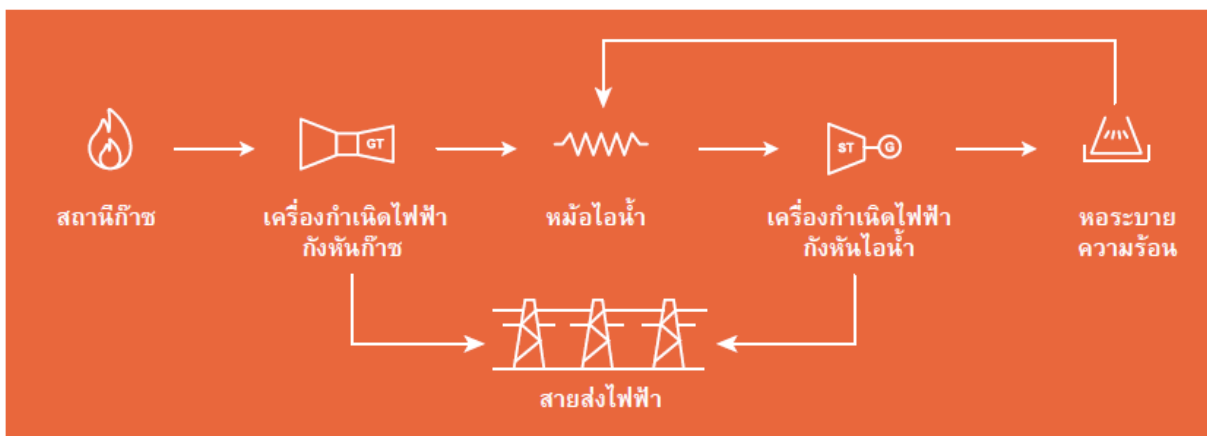 GT
ST
G
สถานีก๊าซ
เครื่องกำเนิดไฟฟ้า
กังหันก๊าซ
หม้อไอน้ำ
เครื่องกำเนิดไฟฟ้า
กังหันไอน้ำ
หอระบาย
ความร้อน
สายส่งไฟฟ้า